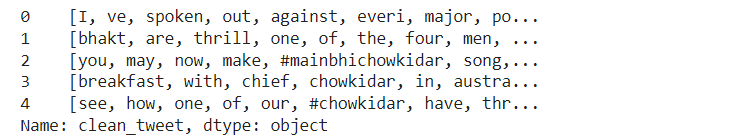 0 [I, ve, spoken, out, against, everi, major, po...
1 [bhakt, are, thrill, one, of, the, four, men, ...
2 [you, may, now, make, #mainbhichowkidar, song,...
3 [breakfast, with, chief, chowkidar, in, austra...
4 [see, how, one, of, our, #chowkidar, have, thr...
Name: clean_tweet, dtype: object